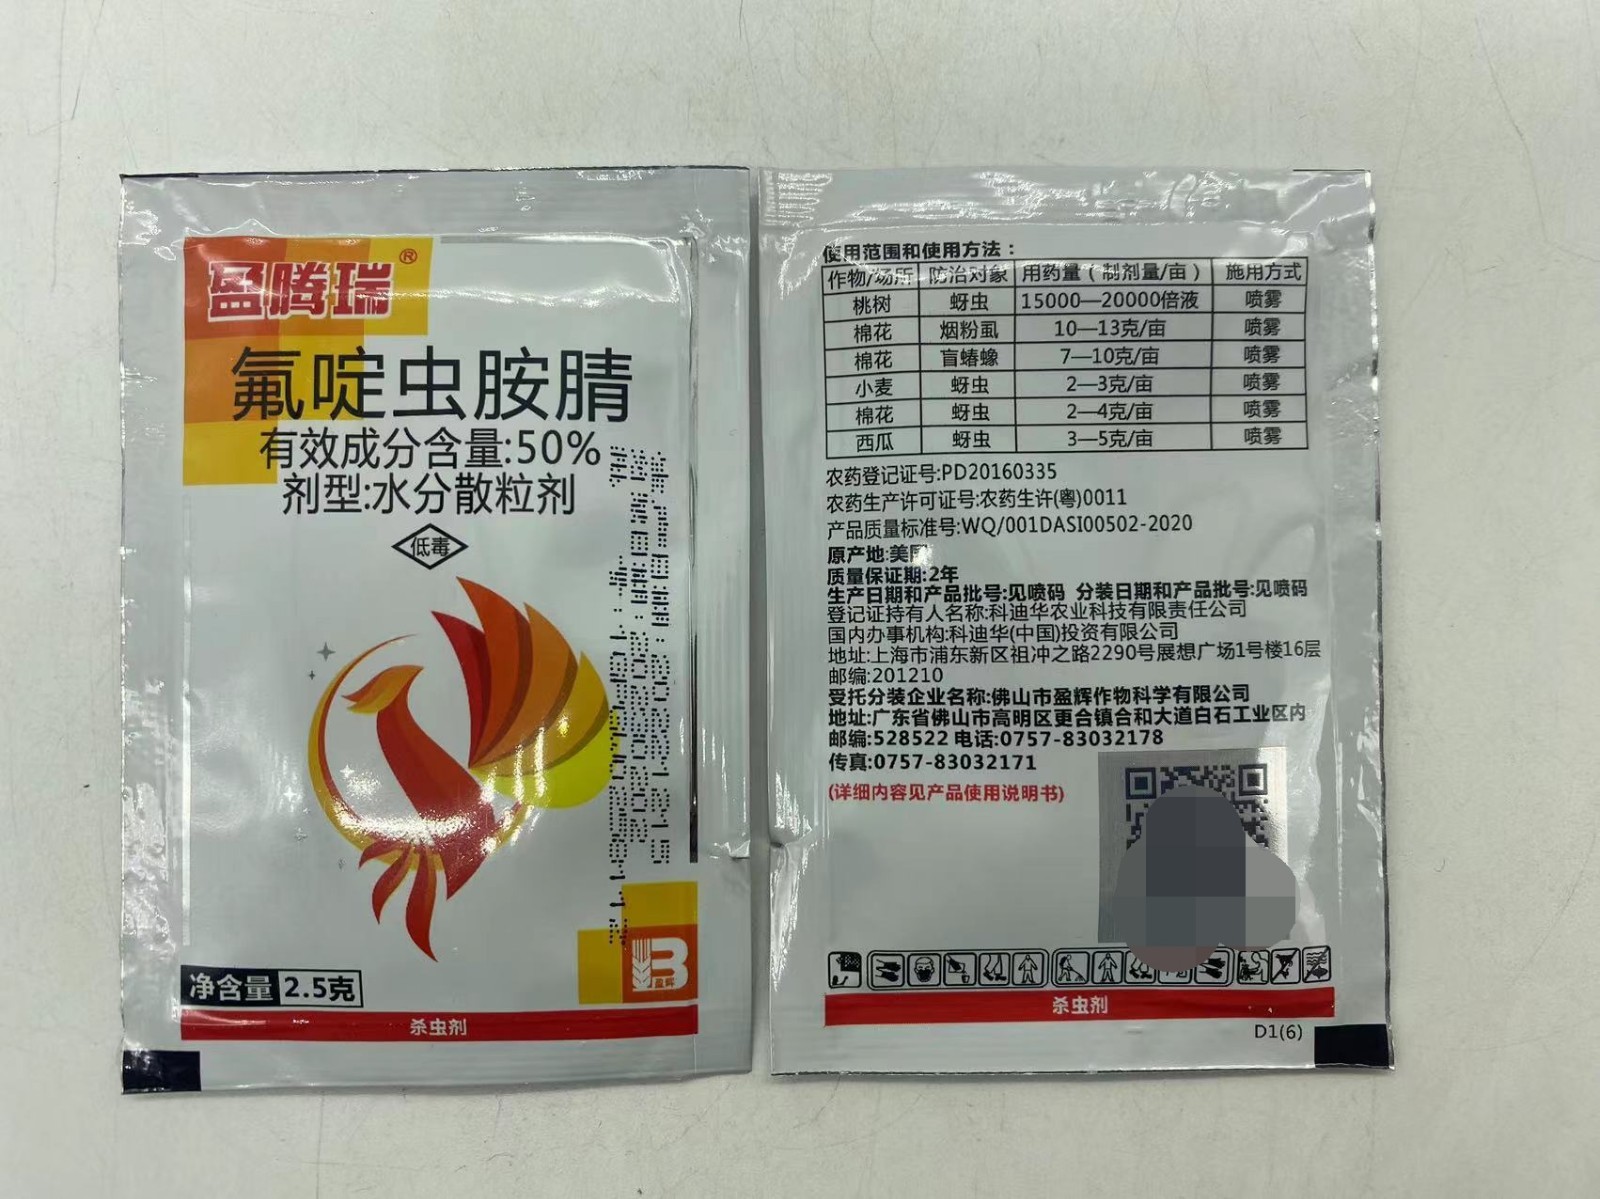 盈腾瑞®
氟啶虫胺腈
有效成分含量:50%
剂型:水分散粒剂
低毒
净含量 2.5克
盈辉
杀虫剂
使用范围和使用方法：
作物/场所 防治对象 用药量（制剂量/亩） 施用方式
桃树 蚜虫 15000—20000倍液 喷雾
棉花 烟粉虱 10—13克/亩 喷雾
棉花 盲蝽蟓 7—10克/亩 喷雾
小麦 蚜虫 2—3克/亩 喷雾
棉花 蚜虫 2—4克/亩 喷雾
西瓜 蚜虫 3—5克/亩 喷雾
农药登记证号:PD20160335
农药生产许可证号:农药生许(粤)0011
产品质量标准号:WQ/001DASI00502-2020
原产地:美国
质量保证期:2年
生产日期和产品批号:见喷码 分装日期和产品批号:见喷码
登记证持有人名称:科迪华农业科技有限责任公司
国内办事机构:科迪华(中国)投资有限公司
地址:上海市浦东新区祖冲之路2290号展想广场1号楼16层
邮编:201210
受托分装企业名称:佛山市盈辉作物科学有限公司
地址:广东省佛山市高明区更合镇合和大道白石工业区内
邮编:528522 电话:0757-83032178
传真:0757-83032171
(详细内容见产品使用说明书)
杀虫剂
D1(6)